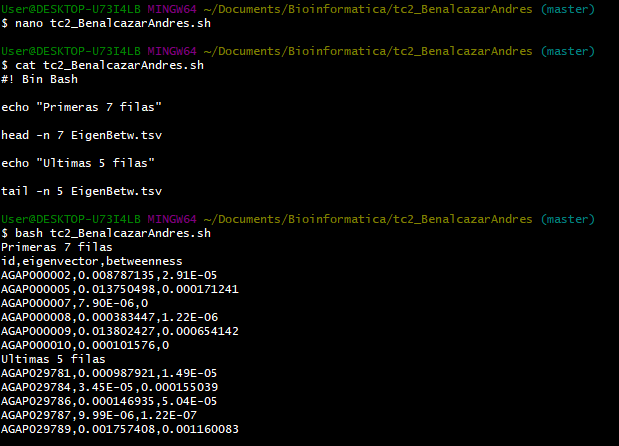 User@DESKTOP-U73I4LB MINGW64 ~/Documents/Bioinformatica/tc2_BenalcazarAndres (master)
$ nano tc2_BenalcazarAndres.sh

User@DESKTOP-U73I4LB MINGW64 ~/Documents/Bioinformatica/tc2_BenalcazarAndres (master)
$ cat tc2_BenalcazarAndres.sh
#! Bin Bash

echo "Primeras 7 filas"

head -n 7 EigenBetw.tsv

echo "Ultimas 5 filas"

tail -n 5 EigenBetw.tsv

User@DESKTOP-U73I4LB MINGW64 ~/Documents/Bioinformatica/tc2_BenalcazarAndres (master)
$ bash tc2_BenalcazarAndres.sh
Primeras 7 filas
id,eigenvector,betweenness
AGAP000002,0.008787135,2.91E-05
AGAP000005,0.013750498,0.000171241
AGAP000007,7.90E-06,0
AGAP000008,0.000383447,1.22E-06
AGAP000009,0.013802427,0.000654142
AGAP000010,0.000101576,0
Ultimas 5 filas
AGAP029781,0.000987921,1.49E-05
AGAP029784,3.45E-05,0.000155039
AGAP029786,0.000146935,5.04E-05
AGAP029787,9.99E-06,1.22E-07
AGAP029789,0.001757408,0.001160083